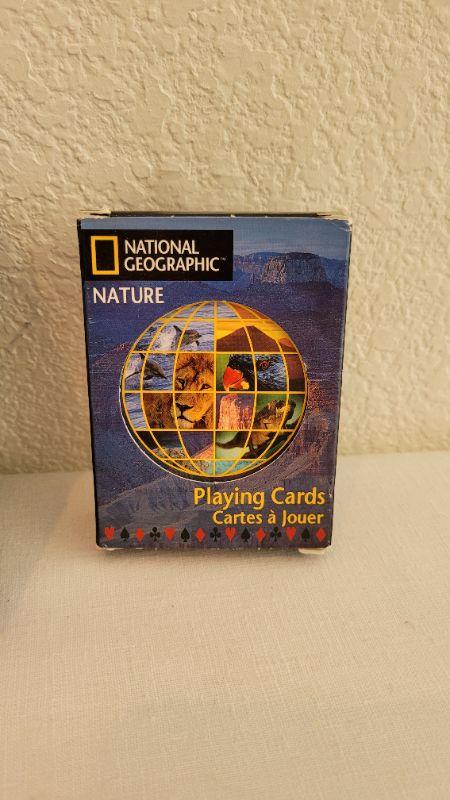 NATIONAL
GEOGRAPHIC™
NATURE
Playing Cards
Cartes à Jouer